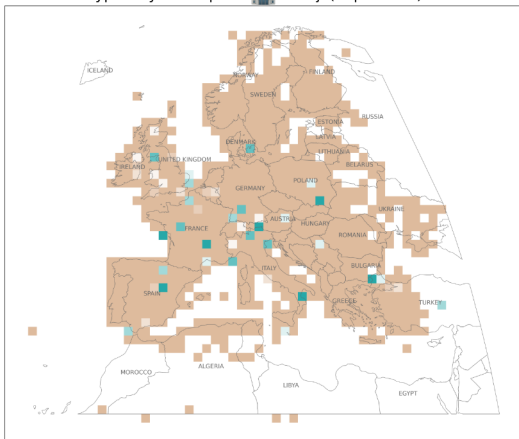 ICELAND
NORWAY
FINLAND
SWEDEN
RUSSIA
ESTONIA
LATVIA
DENMARK
LITHUANIA
UNITED KINGDOM
IRELAND
BELARUS
POLAND
GERMANY
UKRAINE
AUSTRIA
HUNGARY
FRANCE
ROMANIA
ITALY
BULGARIA
SPAIN
GREECE
TURKEY
ALGERIA
MOROCCO
LIBYA
EGYPT